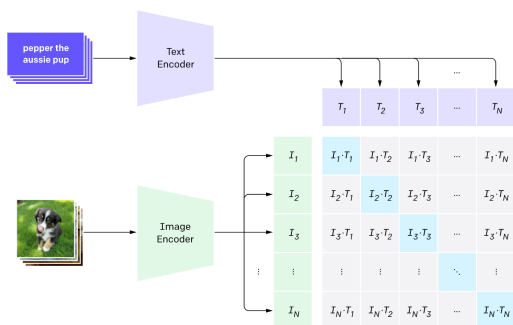 pepper the
aussie pup
Text
Encoder
...
T1 T2 T3 ... TN
I1 I1·T1 I1·T2 I1·T3 ... I1·TN
I2 I2·T1 I2·T2 I2·T3 ... I2·TN
Image
Encoder
I3 I3·T1 I3·T2 I3·T3 ... I3·TN
⋮ ⋮ ⋮ ⋮ ⋮ ⋱ ⋮
IN IN·T1 IN·T2 IN·T3 ... IN·TN